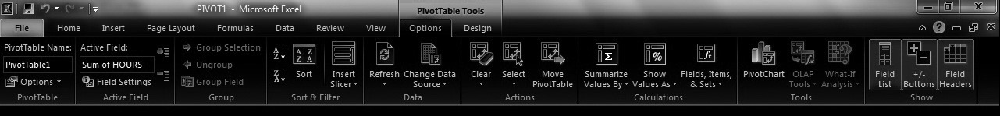 PIVOT1 - Microsoft Excel
PivotTable Tools
File Home Insert Page Layout Formulas Data Review View Options Design
PivotTable Name:
PivotTable1
Options
PivotTable
Active Field:
Sum of HOURS
Field Settings
Active Field
Group Selection
Ungroup
Group Field
Group
Sort
Insert
Slicer
Sort & Filter
Refresh
Change Data
Source
Data
Clear
Select
Move
PivotTable
Actions
Summarize
Values By
Show
Values As
Fields, Items,
& Sets
Calculations
PivotChart
OLAP
Tools
What-If
Analysis
Tools
Field
List
+/-
Buttons
Field
Headers
Show